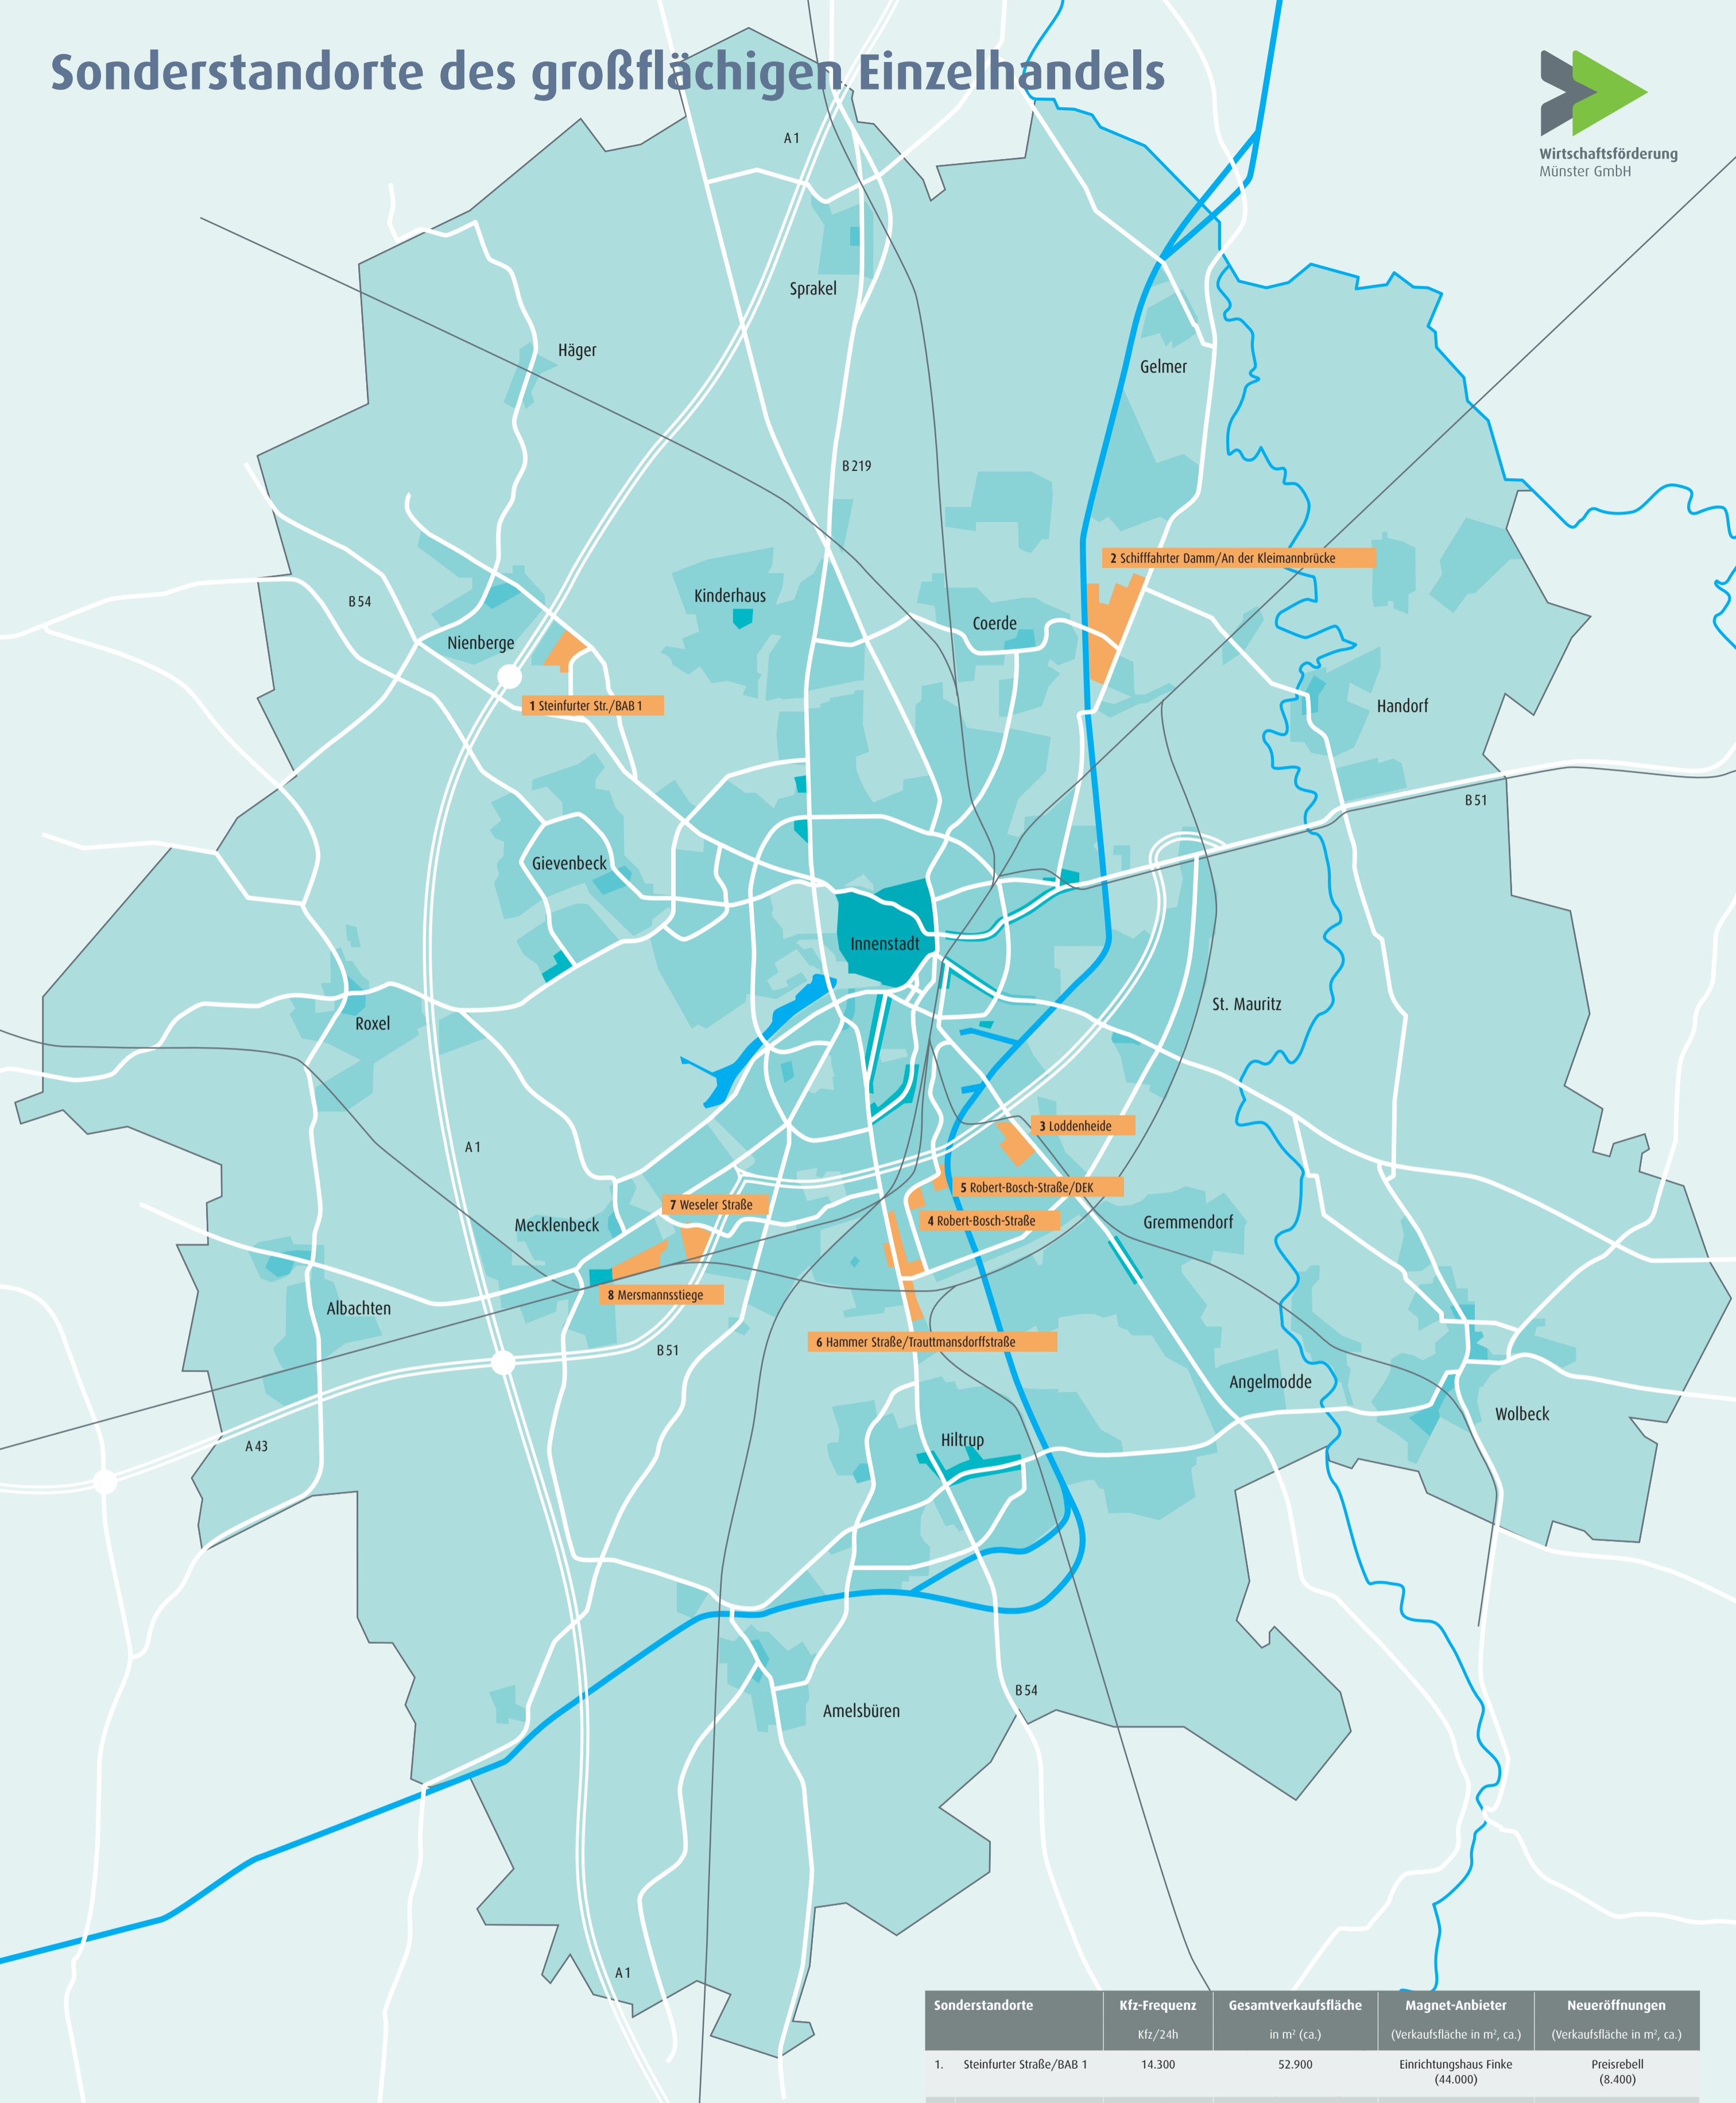 Sonderstandorte des großflächigen Einzelhandels
Wirtschaftsförderung
Münster GmbH
A 1
Sprakel
Häger
Gelmer
B 219
2 Schifffahrter Damm/An der Kleimannbrücke
Kinderhaus
B 54
Coerde
Nienberge
1 Steinfurter Str./BAB 1
Handorf
B 51
Gievenbeck
Innenstadt
St. Mauritz
Roxel
3 Loddenheide
A 1
5 Robert-Bosch-Straße/DEK
7 Weseler Straße
4 Robert-Bosch-Straße
Mecklenbeck
Gremmendorf
8 Mersmannsstiege
Albachten
6 Hammer Straße/Trauttmansdorffstraße
B 51
Angelmodde
Wolbeck
Hiltrup
A 43
B 54
Amelsbüren
A 1
Sonderstandorte Kfz-Frequenz Gesamtverkaufsfläche Magnet-Anbieter Neueröffnungen
Kfz/24h in m² (ca.) (Verkaufsfläche in m², ca.) (Verkaufsfläche in m², ca.)
1. Steinfurter Straße/BAB 1 14.300 52.900 Einrichtungshaus Finke Preisrebell
(44.000) (8.400)